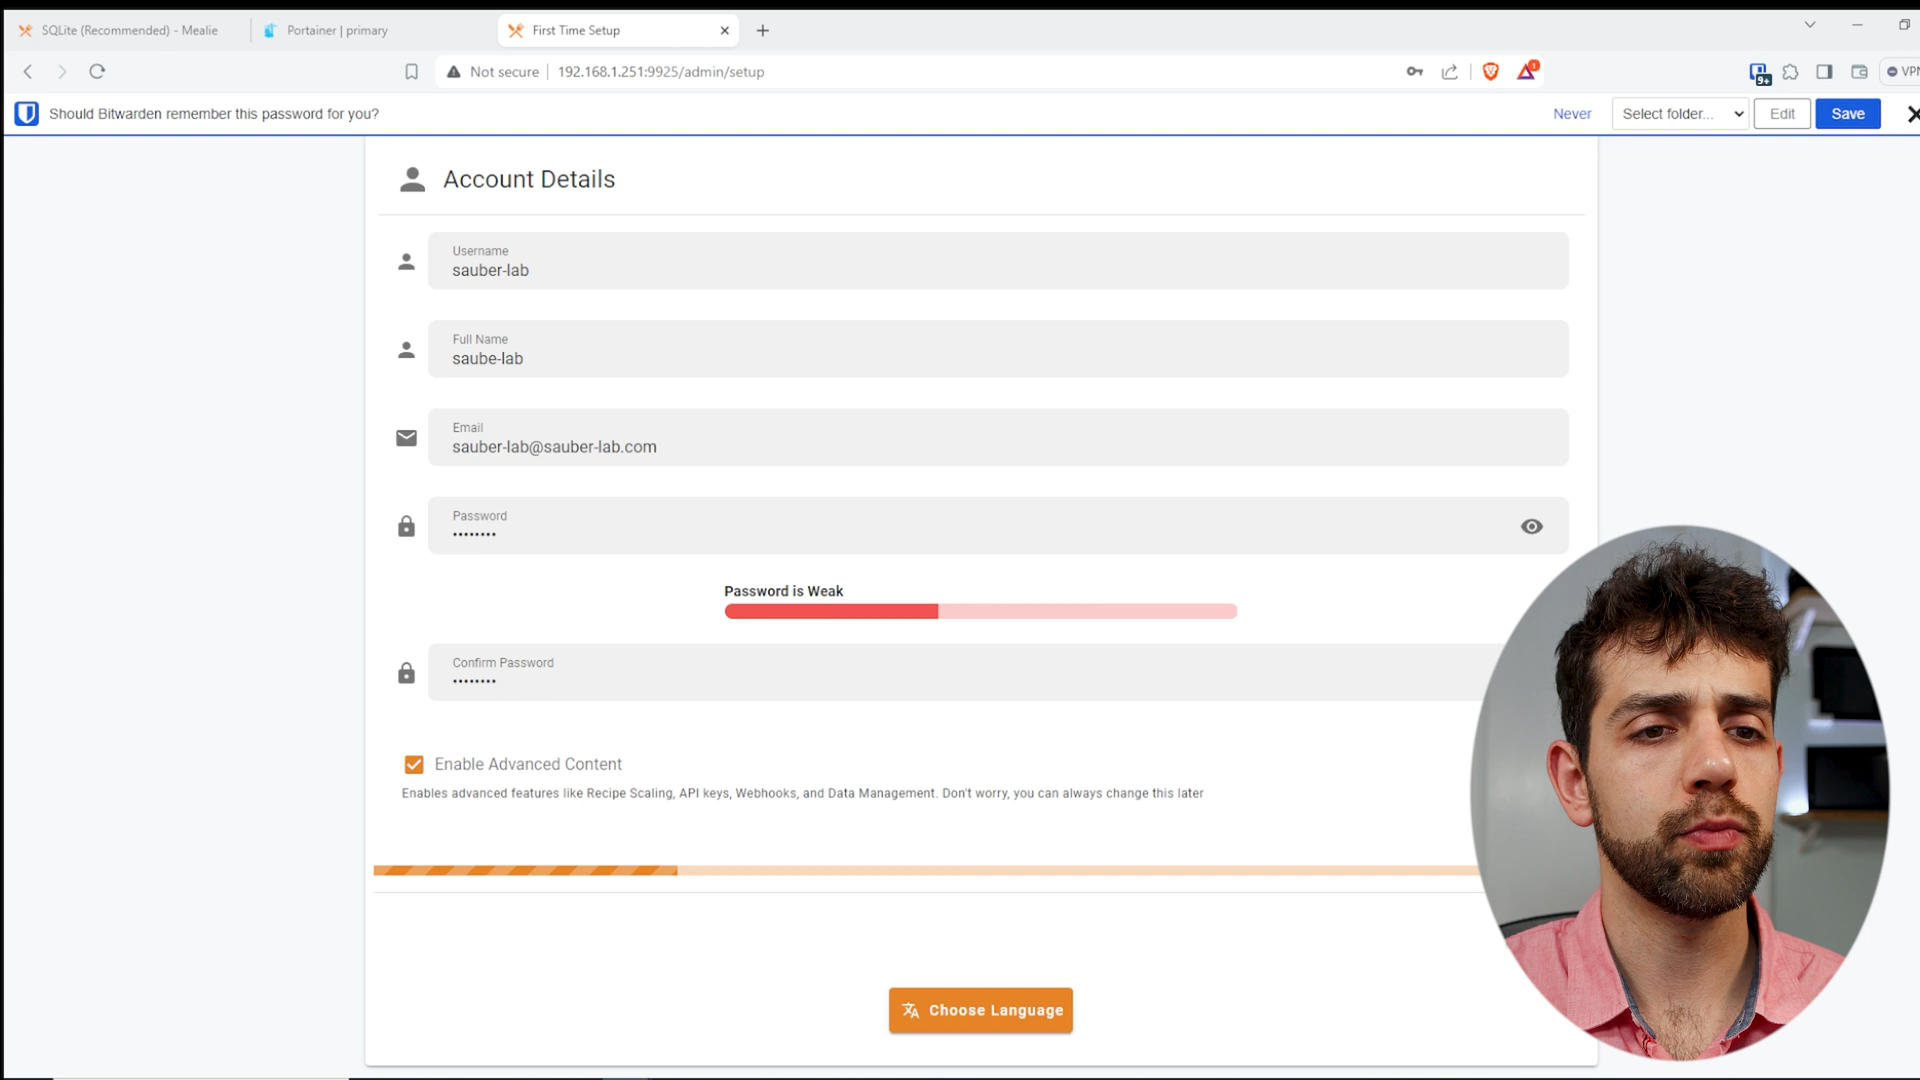 SQLite (Recommended) - Mealie
Portainer | primary
First Time Setup
Not secure
192.168.1.251:9925/admin/setup
1
9+
VPN
Should Bitwarden remember this password for you?
Never
Select folder...
Edit
Save
Account Details
Username
sauber-lab
Full Name
saube-lab
Email
sauber-lab@sauber-lab.com
Password
••••••••
Password is Weak
Confirm Password
••••••••
Enable Advanced Content
Enables advanced features like Recipe Scaling, API keys, Webhooks, and Data Management. Don't worry, you can always change this later
Choose Language